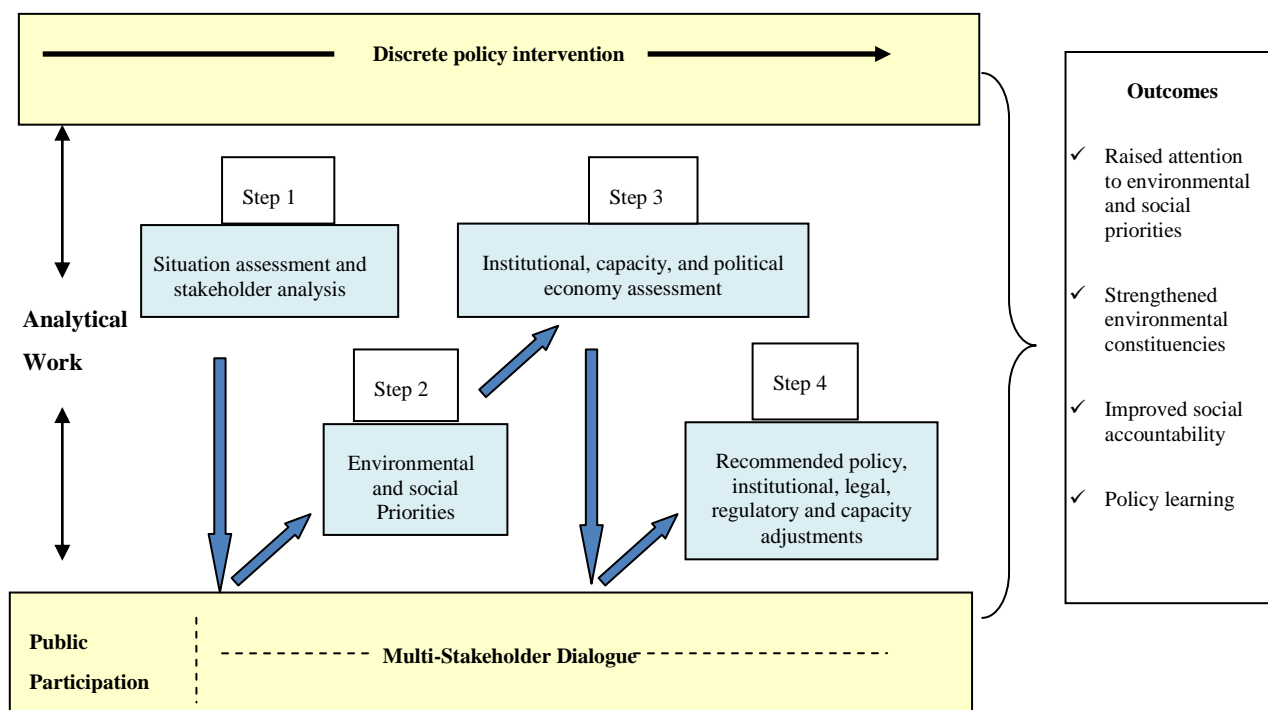 Discrete policy intervention
Step 1
Situation assessment and
stakeholder analysis
Step 3
Institutional, capacity, and political
economy assessment
Analytical
Work
Step 2
Environmental
and social
Priorities
Step 4
Recommended policy,
institutional, legal,
regulatory and capacity
adjustments
Public
Participation
Multi-Stakeholder Dialogue
Outcomes
✓ Raised attention
to environmental
and social
priorities
✓ Strengthened
environmental
constituencies
✓ Improved social
accountability
✓ Policy learning